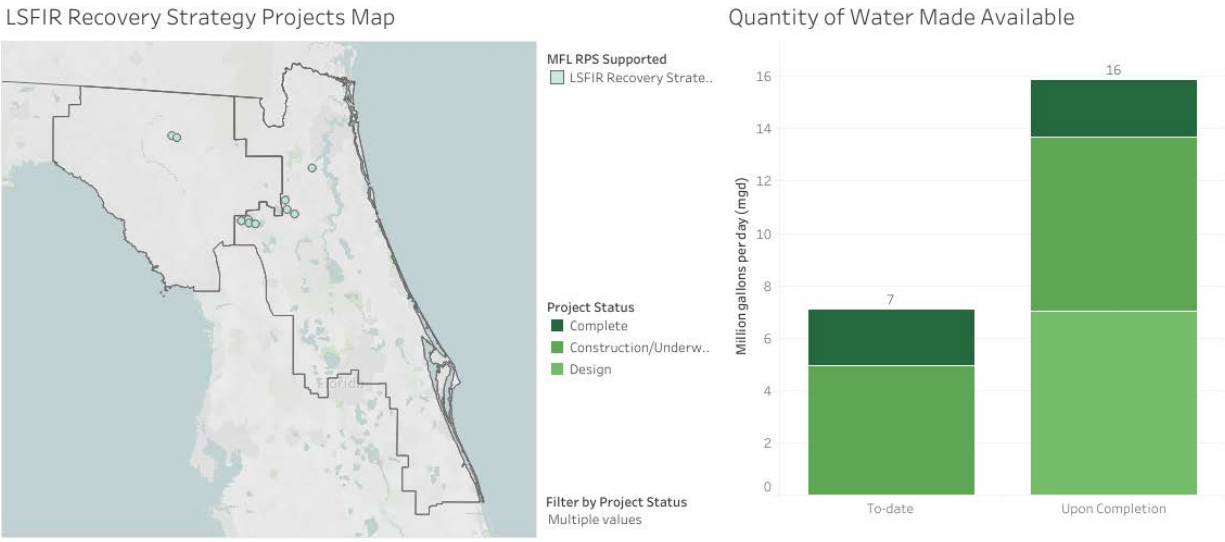 LSFIR Recovery Strategy Projects Map
Florida
MFL RPS Supported
LSFIR Recovery Strate..
Project Status
Complete
Construction/Underw..
Design
Filter by Project Status
Multiple values
Quantity of Water Made Available
Million gallons per day (mgd)
16
14
12
10
8
6
4
2
0
7
16
To-date
Upon Completion